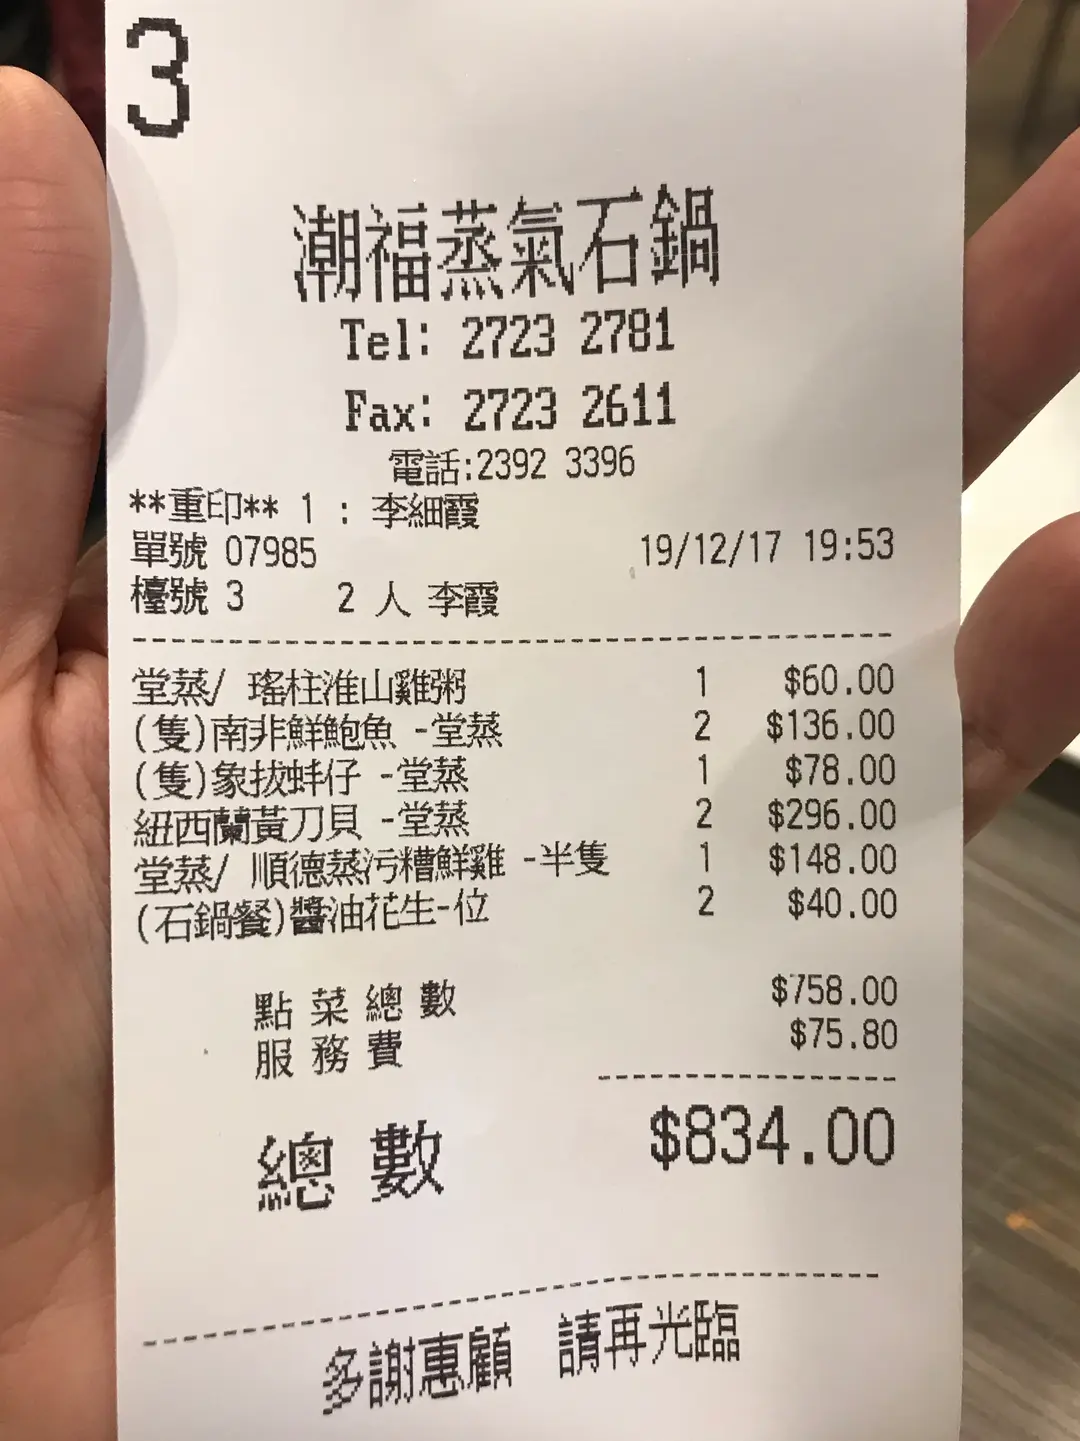 3
潮福蒸氣石鍋
Tel: 2723 2781
Fax: 2723 2611
電話:2392 3396
**重印** 1 : 李細霞
單號 07985 19/12/17 19:53
檯號 3 2 人 李霞
堂蒸/ 瑤柱淮山雞粥 1 $60.00
(隻)南非鮮鮑魚 -堂蒸 2 $136.00
(隻)象拔蚌仔 -堂蒸 1 $78.00
紐西蘭黃刀貝 -堂蒸 2 $296.00
堂蒸/ 順德蒸污糟鮮雞 -半隻 1 $148.00
(石鍋餐)醬油花生-位 2 $40.00
點菜總數 $758.00
服務費 $75.80
總數 $834.00
多謝惠顧 請再光臨